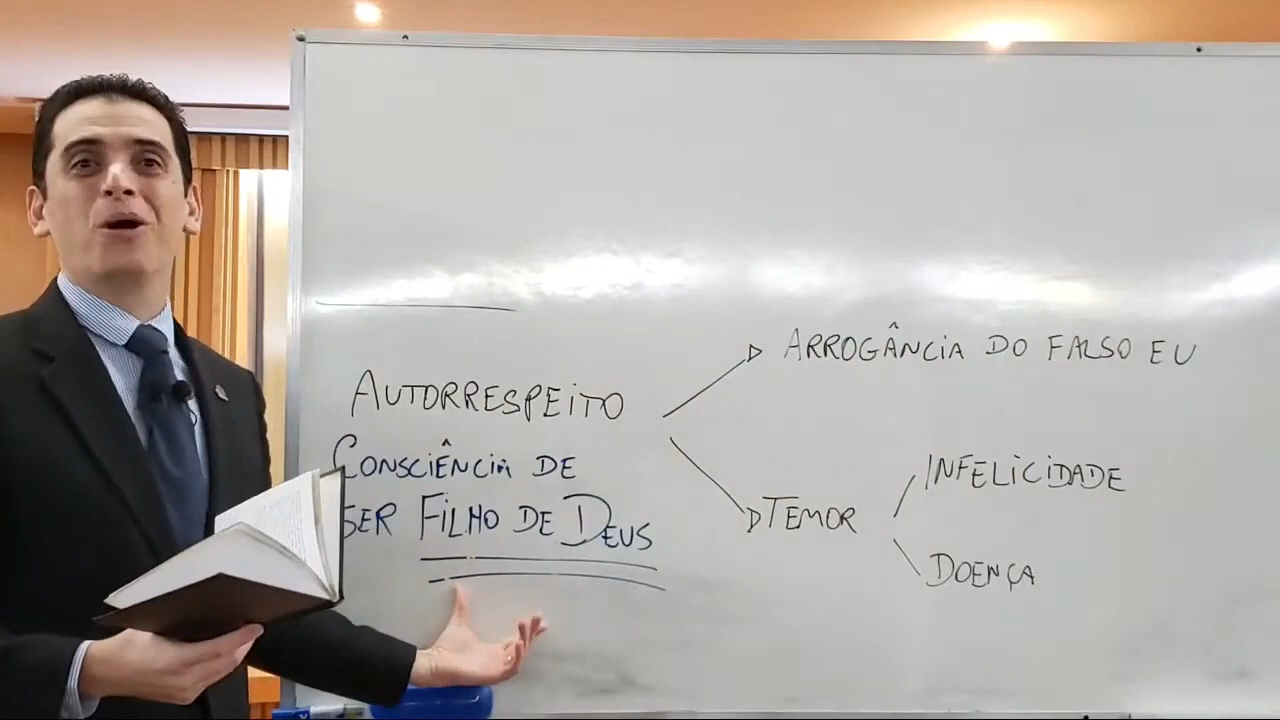 AUTORRESPEITO
CONSCIÊNCIA DE
SER FILHO DE DEUS
ARROGÂNCIA DO FALSO EU
TEMOR
INFELICIDADE
DOENÇA